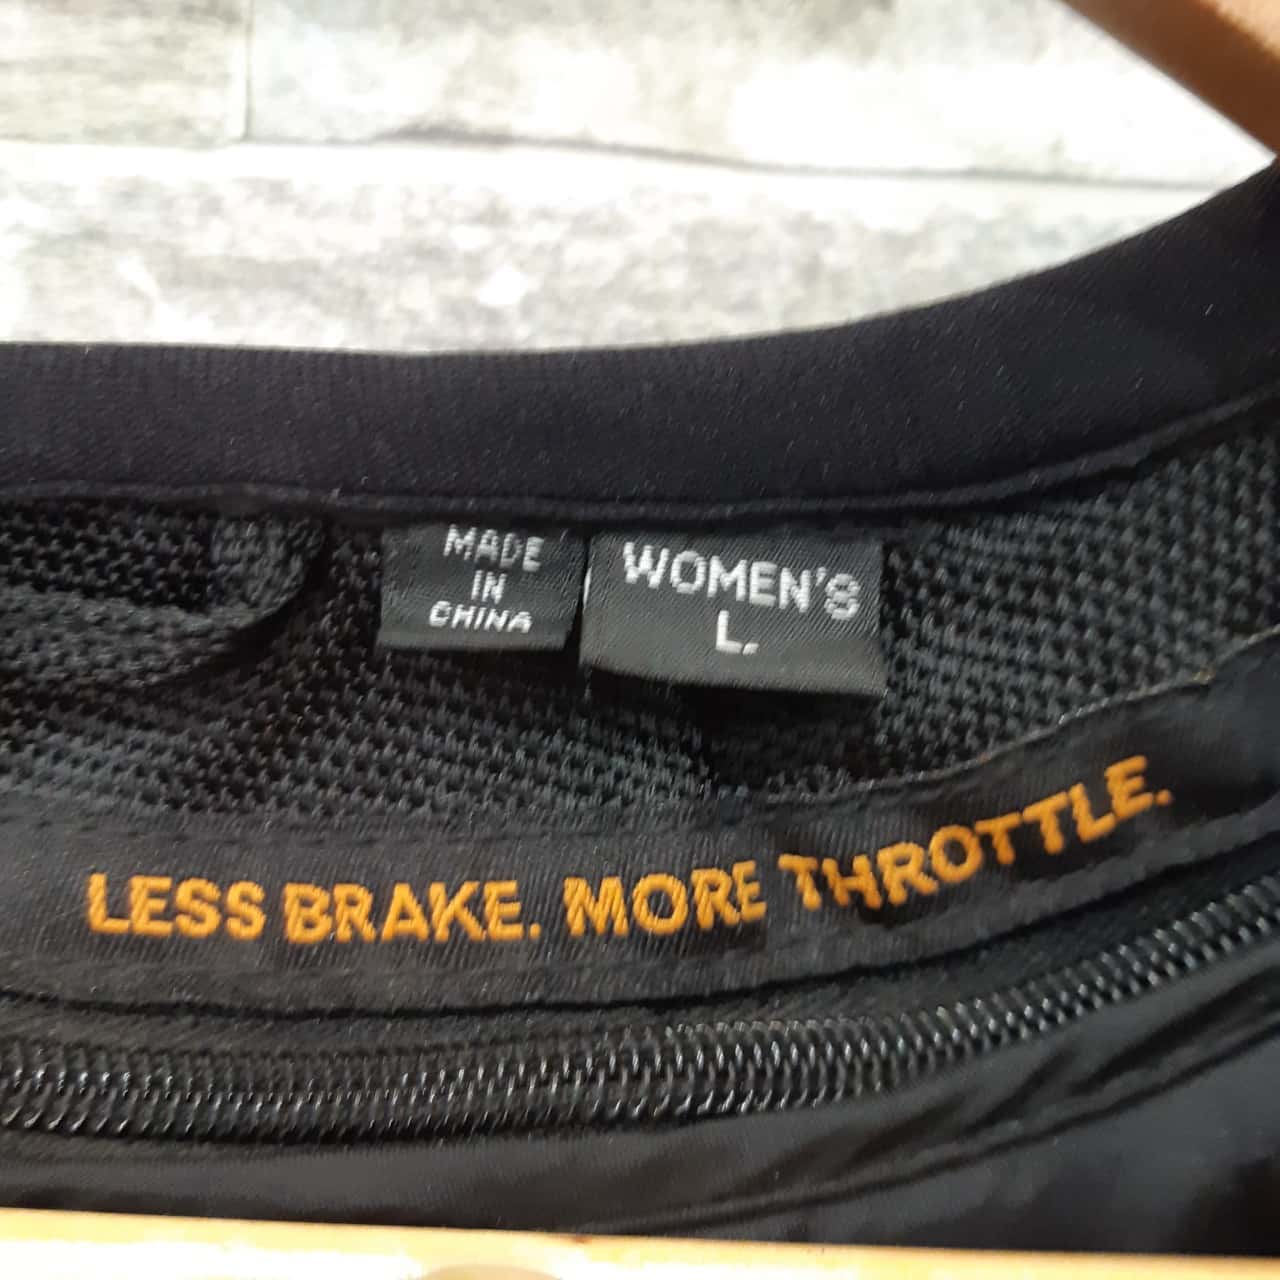 MADE
IN
CHINA
WOMEN'S
L.
LESS BRAKE. MORE THROTTLE.